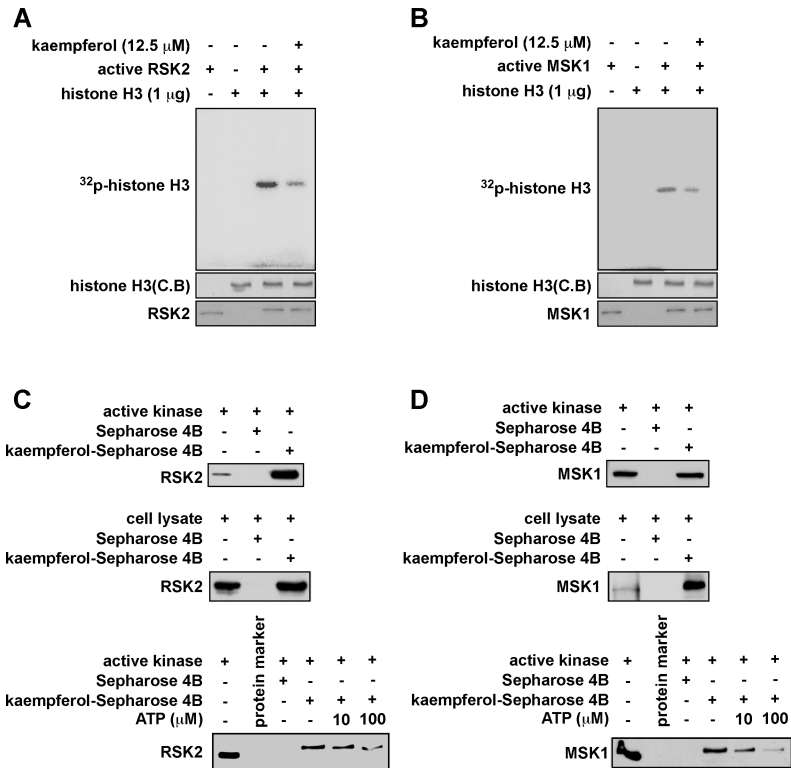 A
kaempferol (12.5 μM) - - - +
active RSK2 + - + +
histone H3 (1 μg) - + + +
32p-histone H3
histone H3(C.B)
RSK2
B
kaempferol (12.5 μM) - - - +
active MSK1 + - + +
histone H3 (1 μg) - + + +
32p-histone H3
histone H3(C.B)
MSK1
C
active kinase + + +
Sepharose 4B - + -
kaempferol-Sepharose 4B - - +
RSK2
cell lysate + + +
Sepharose 4B - + -
kaempferol-Sepharose 4B - - +
RSK2
protein marker
active kinase + + + + +
Sepharose 4B - + - - -
kaempferol-Sepharose 4B - - + + +
ATP (μM) - - - 10 100
RSK2
D
active kinase + + +
Sepharose 4B - + -
kaempferol-Sepharose 4B - - +
MSK1
cell lysate + + +
Sepharose 4B - + -
kaempferol-Sepharose 4B - - +
MSK1
protein marker
active kinase + + + + +
Sepharose 4B - + - - -
kaempferol-Sepharose 4B - - + + +
ATP (μM) - - - 10 100
MSK1